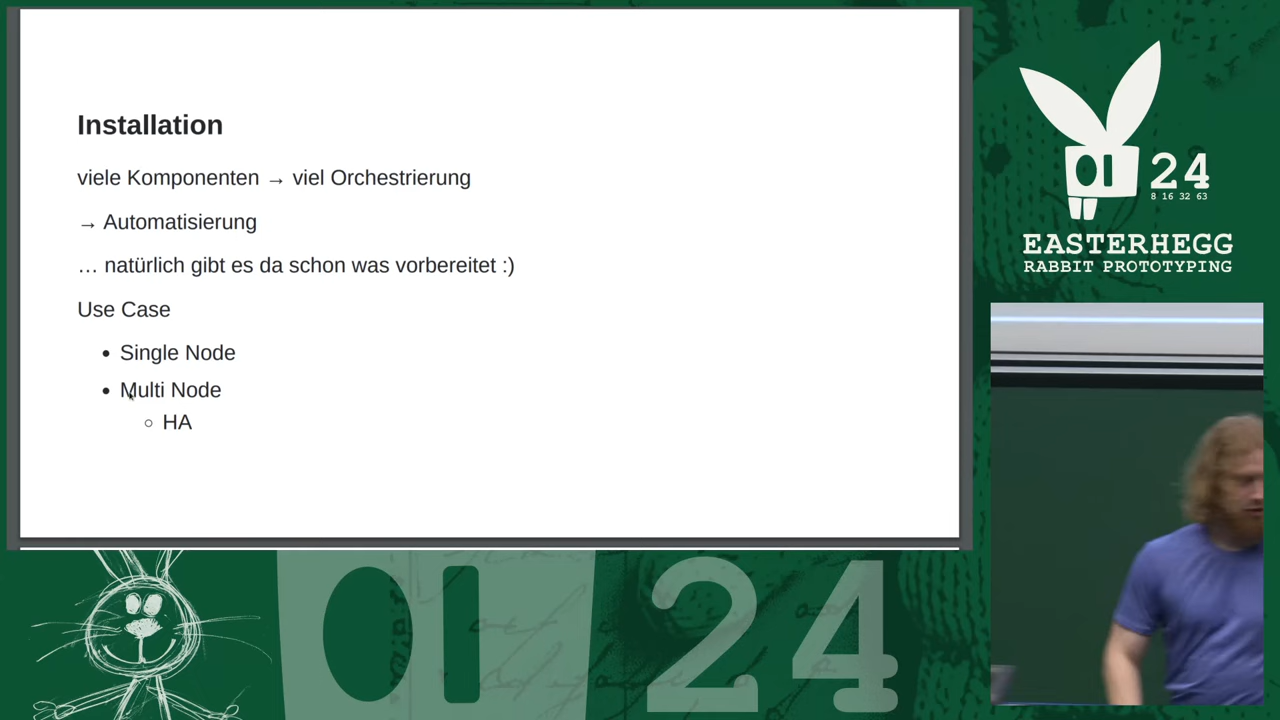 Installation
viele Komponenten → viel Orchestrierung
→ Automatisierung
… natürlich gibt es da schon was vorbereitet :)
Use Case
• Single Node
• Multi Node
○ HA
24
8 16 32 63
EASTERHEGG
RABBIT PROTOTYPING
24